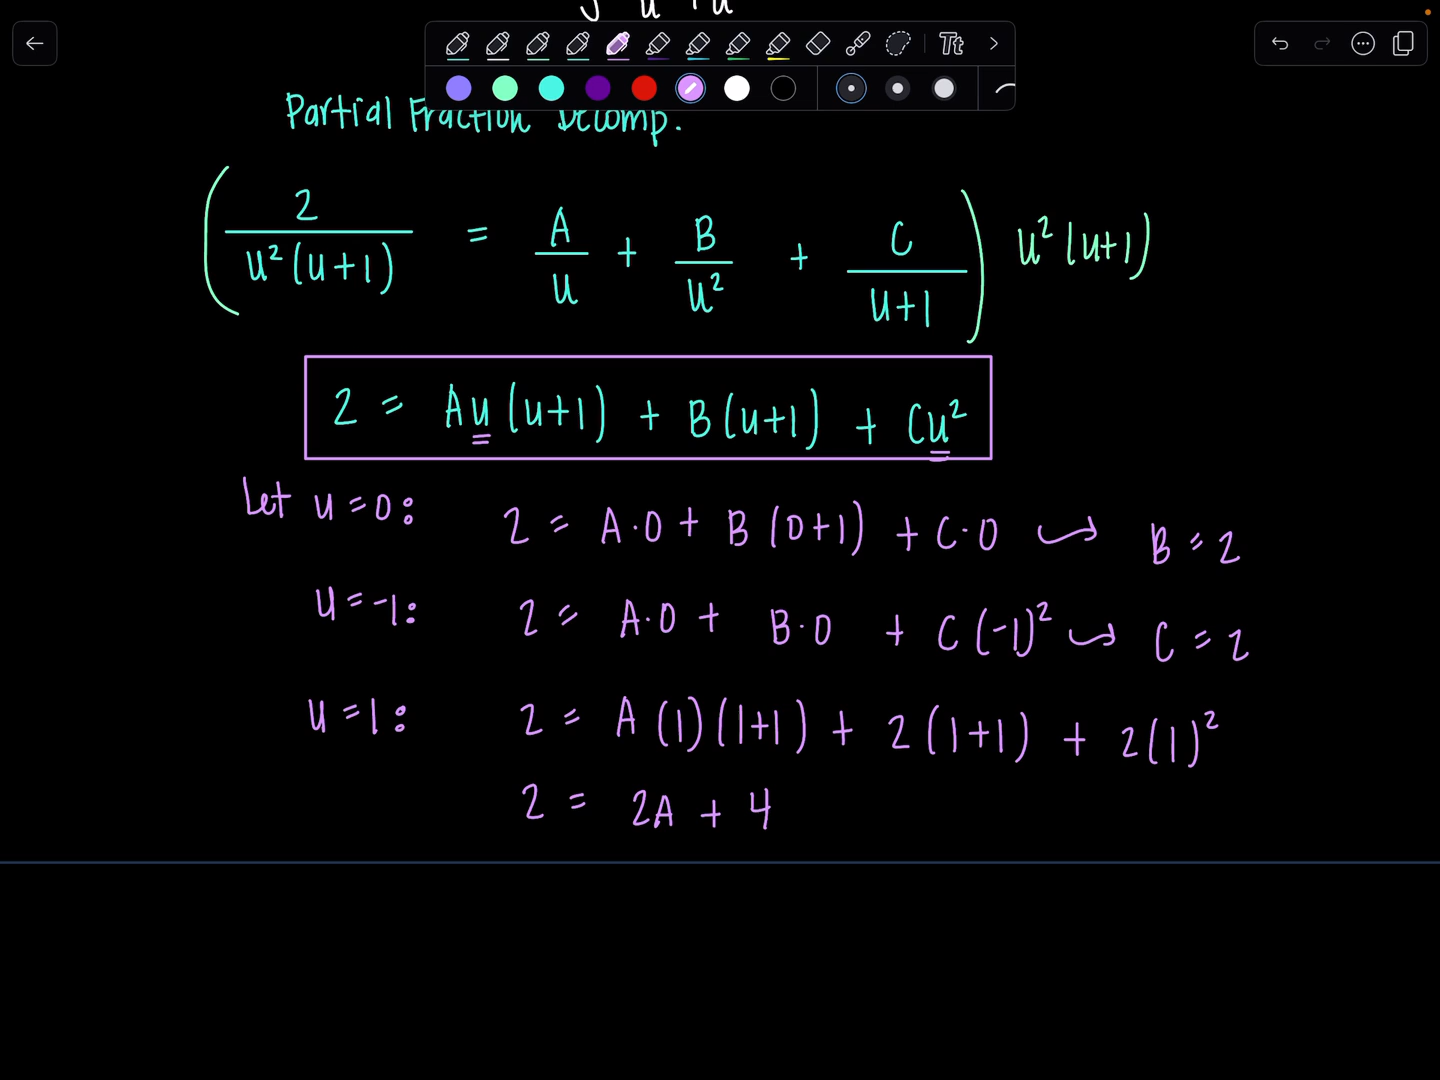 Tt
Partial Fraction Decomp.
( 2 / u²(u+1) = A/u + B/u² + C/(u+1) ) u²(u+1)
2 = Au(u+1) + B(u+1) + Cu²
Let u=0: 2 = A·0 + B(0+1) + C·0 ⤳ B=2
u=-1: 2 = A·0 + B·0 + C(-1)² ⤳ C=2
u=1: 2 = A(1)(1+1) + 2(1+1) + 2(1)²
2 = 2A + 4